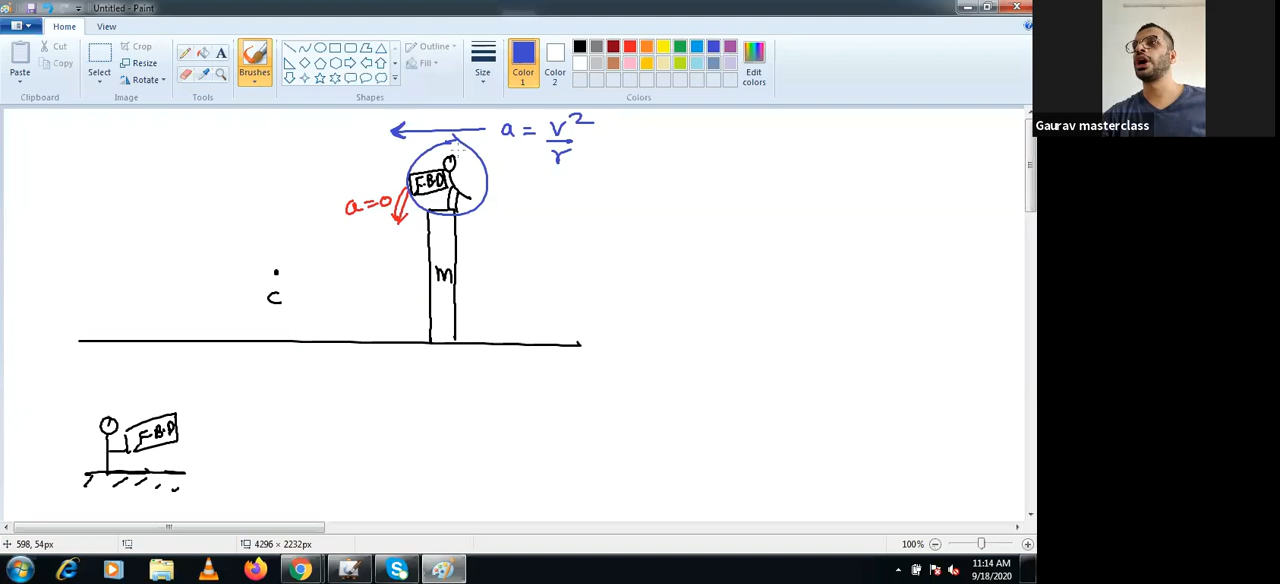 Untitled - Paint
Home View
Paste
Cut
Copy
Clipboard
Select
Crop
Resize
Rotate
Image
Tools
Brushes
Shapes
Outline
Fill
Size
Color 1
Color 2
Colors
Edit colors
Gaurav masterclass
a = v²/r
F.B.D
a=0
m
C
F.B.D
598, 54px
4296 × 2232px
100%
11:14 AM
9/18/2020